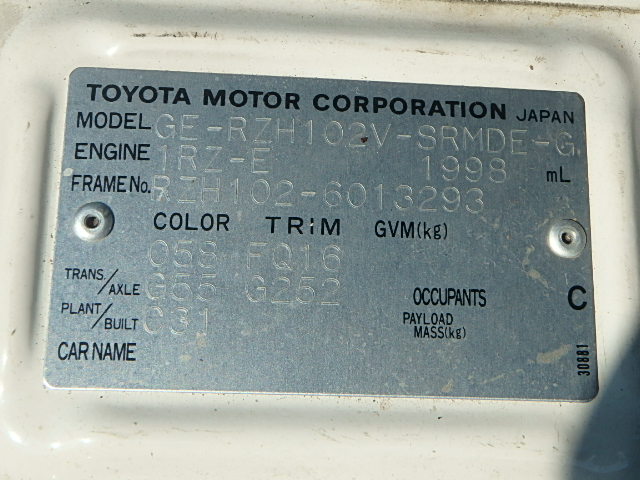 TOYOTA MOTOR CORPORATION JAPAN
MODEL GE-RZH102V-SRMDE-G
ENGINE 1RZ-E 1998 mL
FRAME No. RZH102-6013293
COLOR TRIM GVM(kg)
058 FQ16
TRANS./AXLE G55 G252
OCCUPANTS C
PLANT/BUILT C31
PAYLOAD
MASS(kg)
CAR NAME
30881